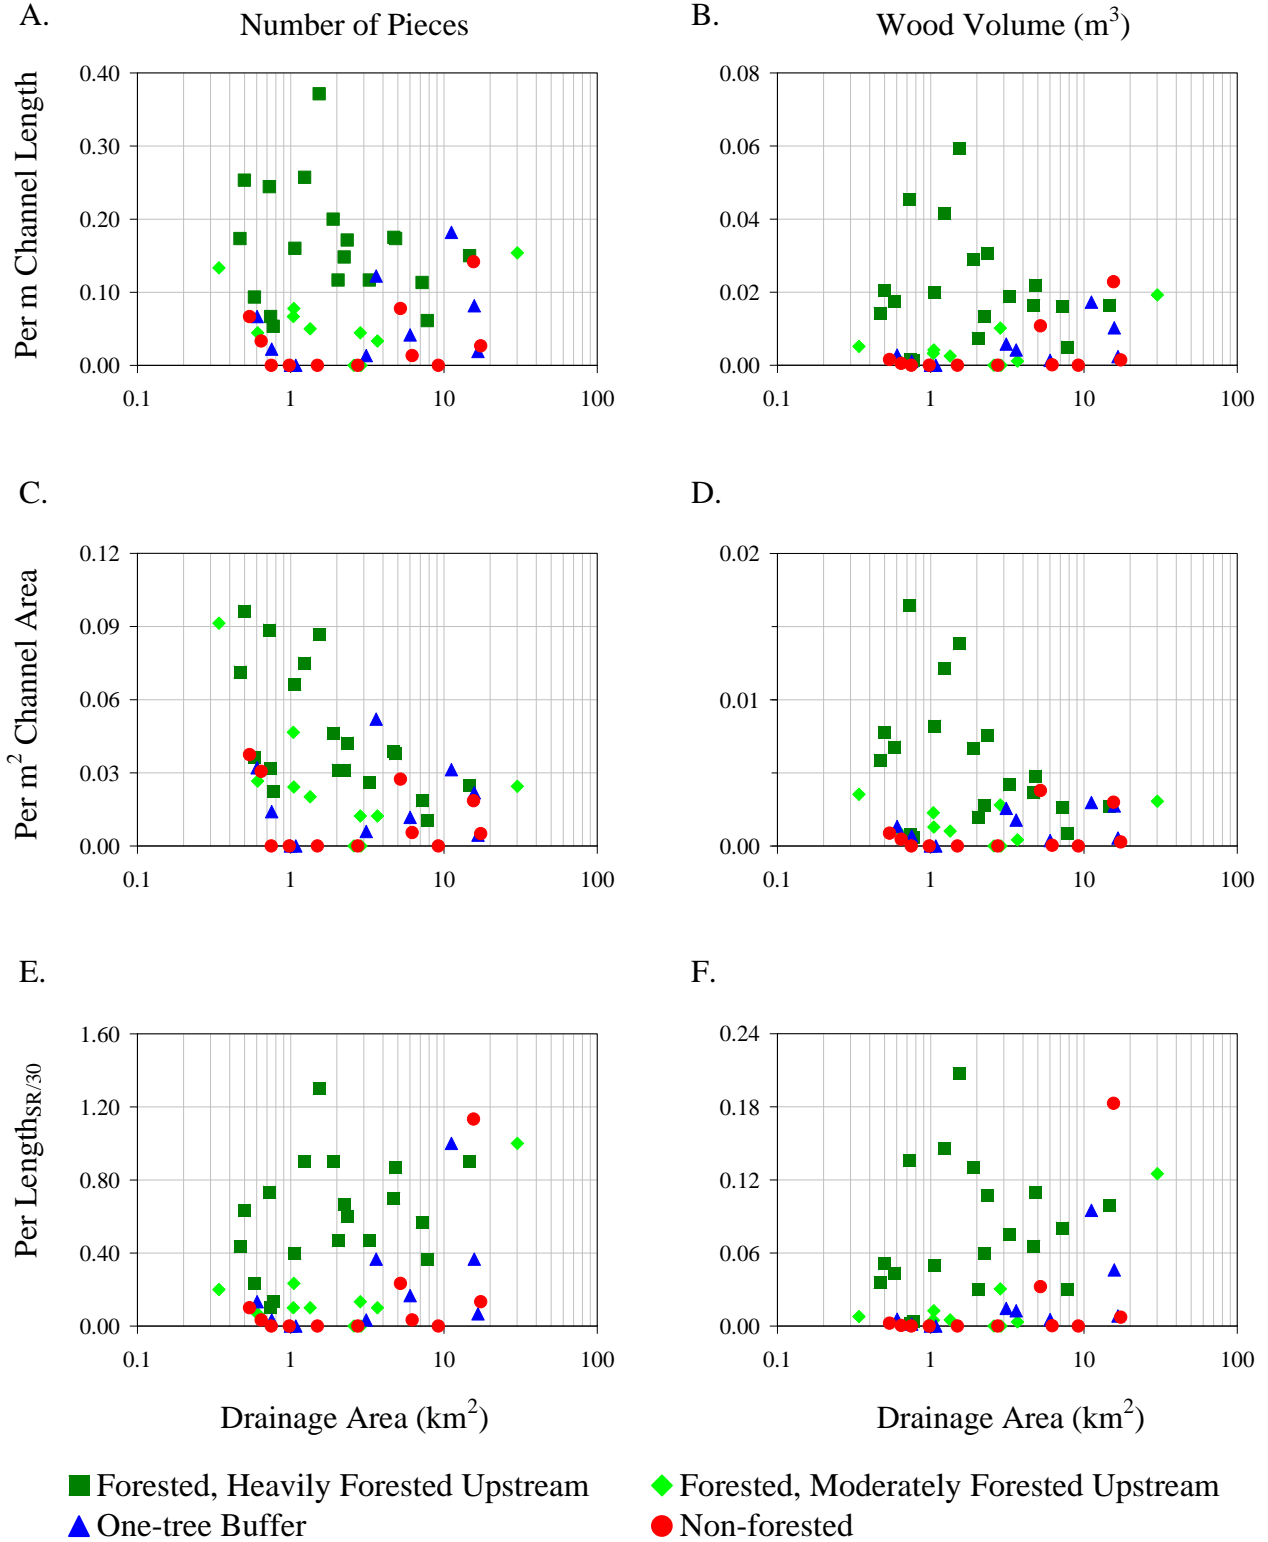 A.
Number of Pieces
B.
Wood Volume (m³)
Per m Channel Length
0.40
0.30
0.20
0.10
0.00
0.1 1 10 100
0.08
0.06
0.04
0.02
0.00
0.1 1 10 100
C.
D.
Per m² Channel Area
0.12
0.09
0.06
0.03
0.00
0.1 1 10 100
0.02
0.01
0.00
0.1 1 10 100
E.
F.
Per Length_SR/30
1.60
1.20
0.80
0.40
0.00
0.1 1 10 100
0.24
0.18
0.12
0.06
0.00
0.1 1 10 100
Drainage Area (km²)
Drainage Area (km²)
Forested, Heavily Forested Upstream
Forested, Moderately Forested Upstream
One-tree Buffer
Non-forested